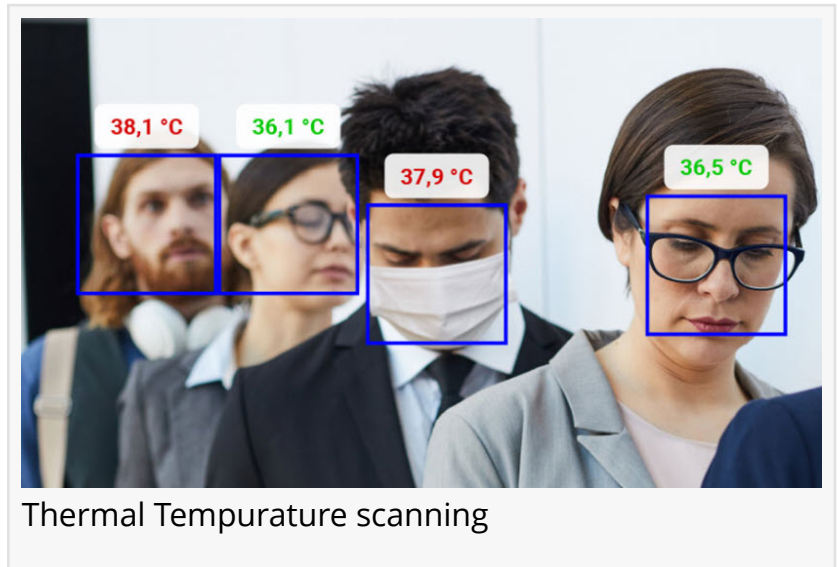 38,1 °C
36,1 °C
37,9 °C
36,5 °C
Thermal Tempurature scanning